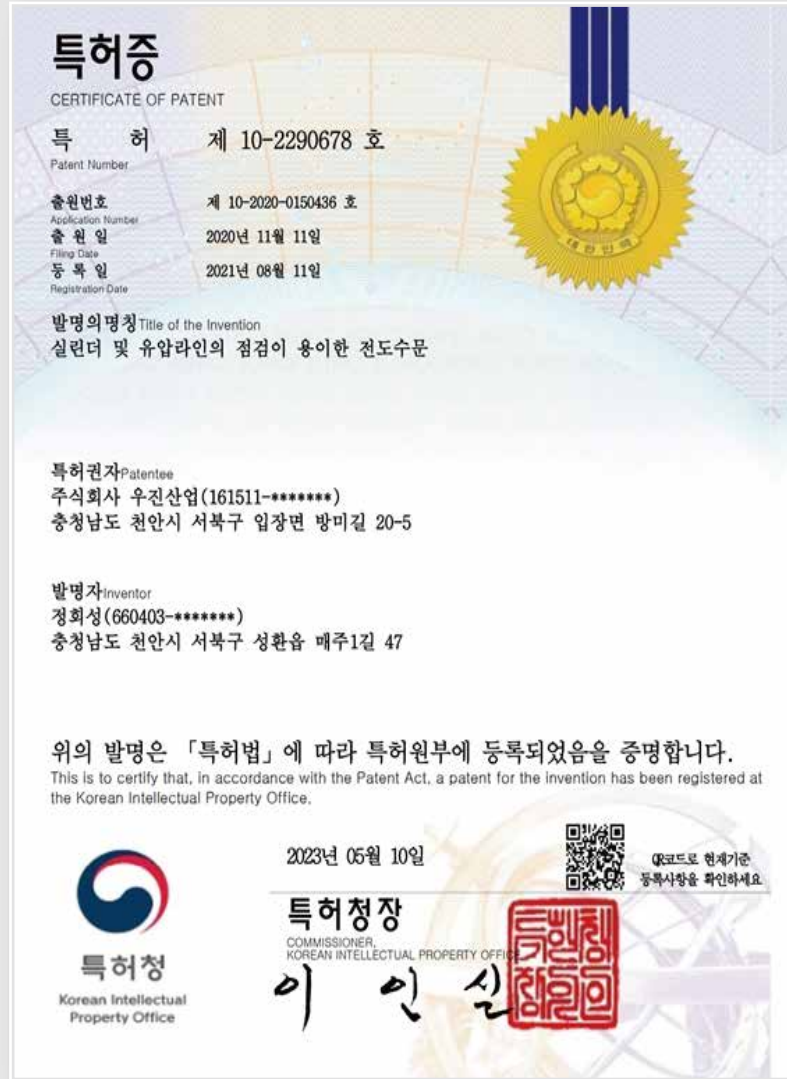 특허증
CERTIFICATE OF PATENT
특 허 제 10-2290678 호
Patent Number
출원번호 제 10-2020-0150436 호
Application Number
출 원 일 2020년 11월 11일
Filing Date
등 록 일 2021년 08월 11일
Registration Date
발명의명칭Title of the Invention
실린더 및 유압라인의 점검이 용이한 전도수문
특허권자Patentee
주식회사 우진산업(161511-*******)
충청남도 천안시 서북구 입장면 방미길 20-5
발명자Inventor
정회성(660403-*******)
충청남도 천안시 서북구 성환읍 매주1길 47
위의 발명은 「특허법」에 따라 특허원부에 등록되었음을 증명합니다.
This is to certify that, in accordance with the Patent Act, a patent for the invention has been registered at
the Korean Intellectual Property Office.
2023년 05월 10일
QR코드로 현재기준
등록사항을 확인하세요
특허청장
COMMISSIONER,
KOREAN INTELLECTUAL PROPERTY OFFICE
이 인 실
특허청
Korean Intellectual
Property Office
대한민국